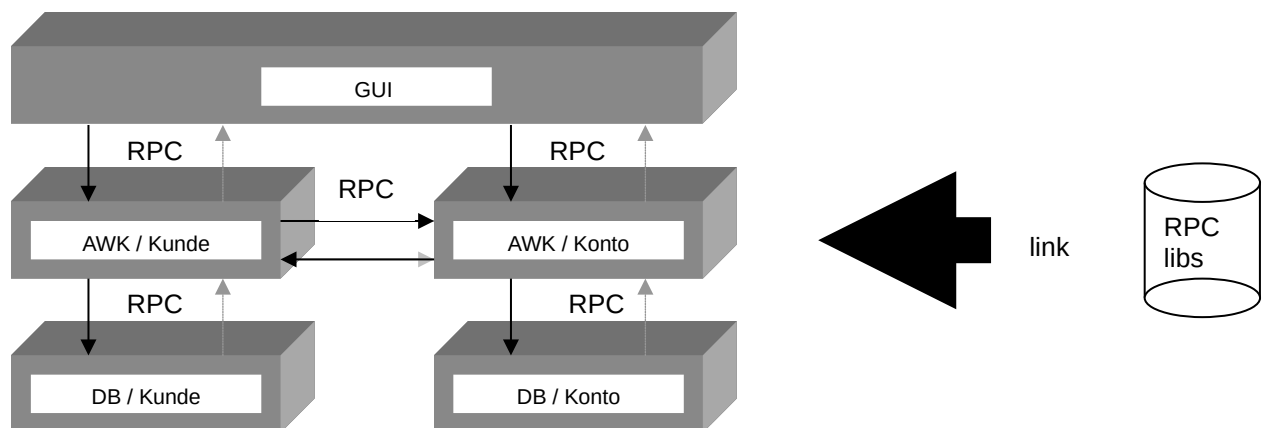 GUI
RPC
RPC
RPC
AWK / Kunde
AWK / Konto
RPC
RPC
DB / Kunde
DB / Konto
link
RPC
libs